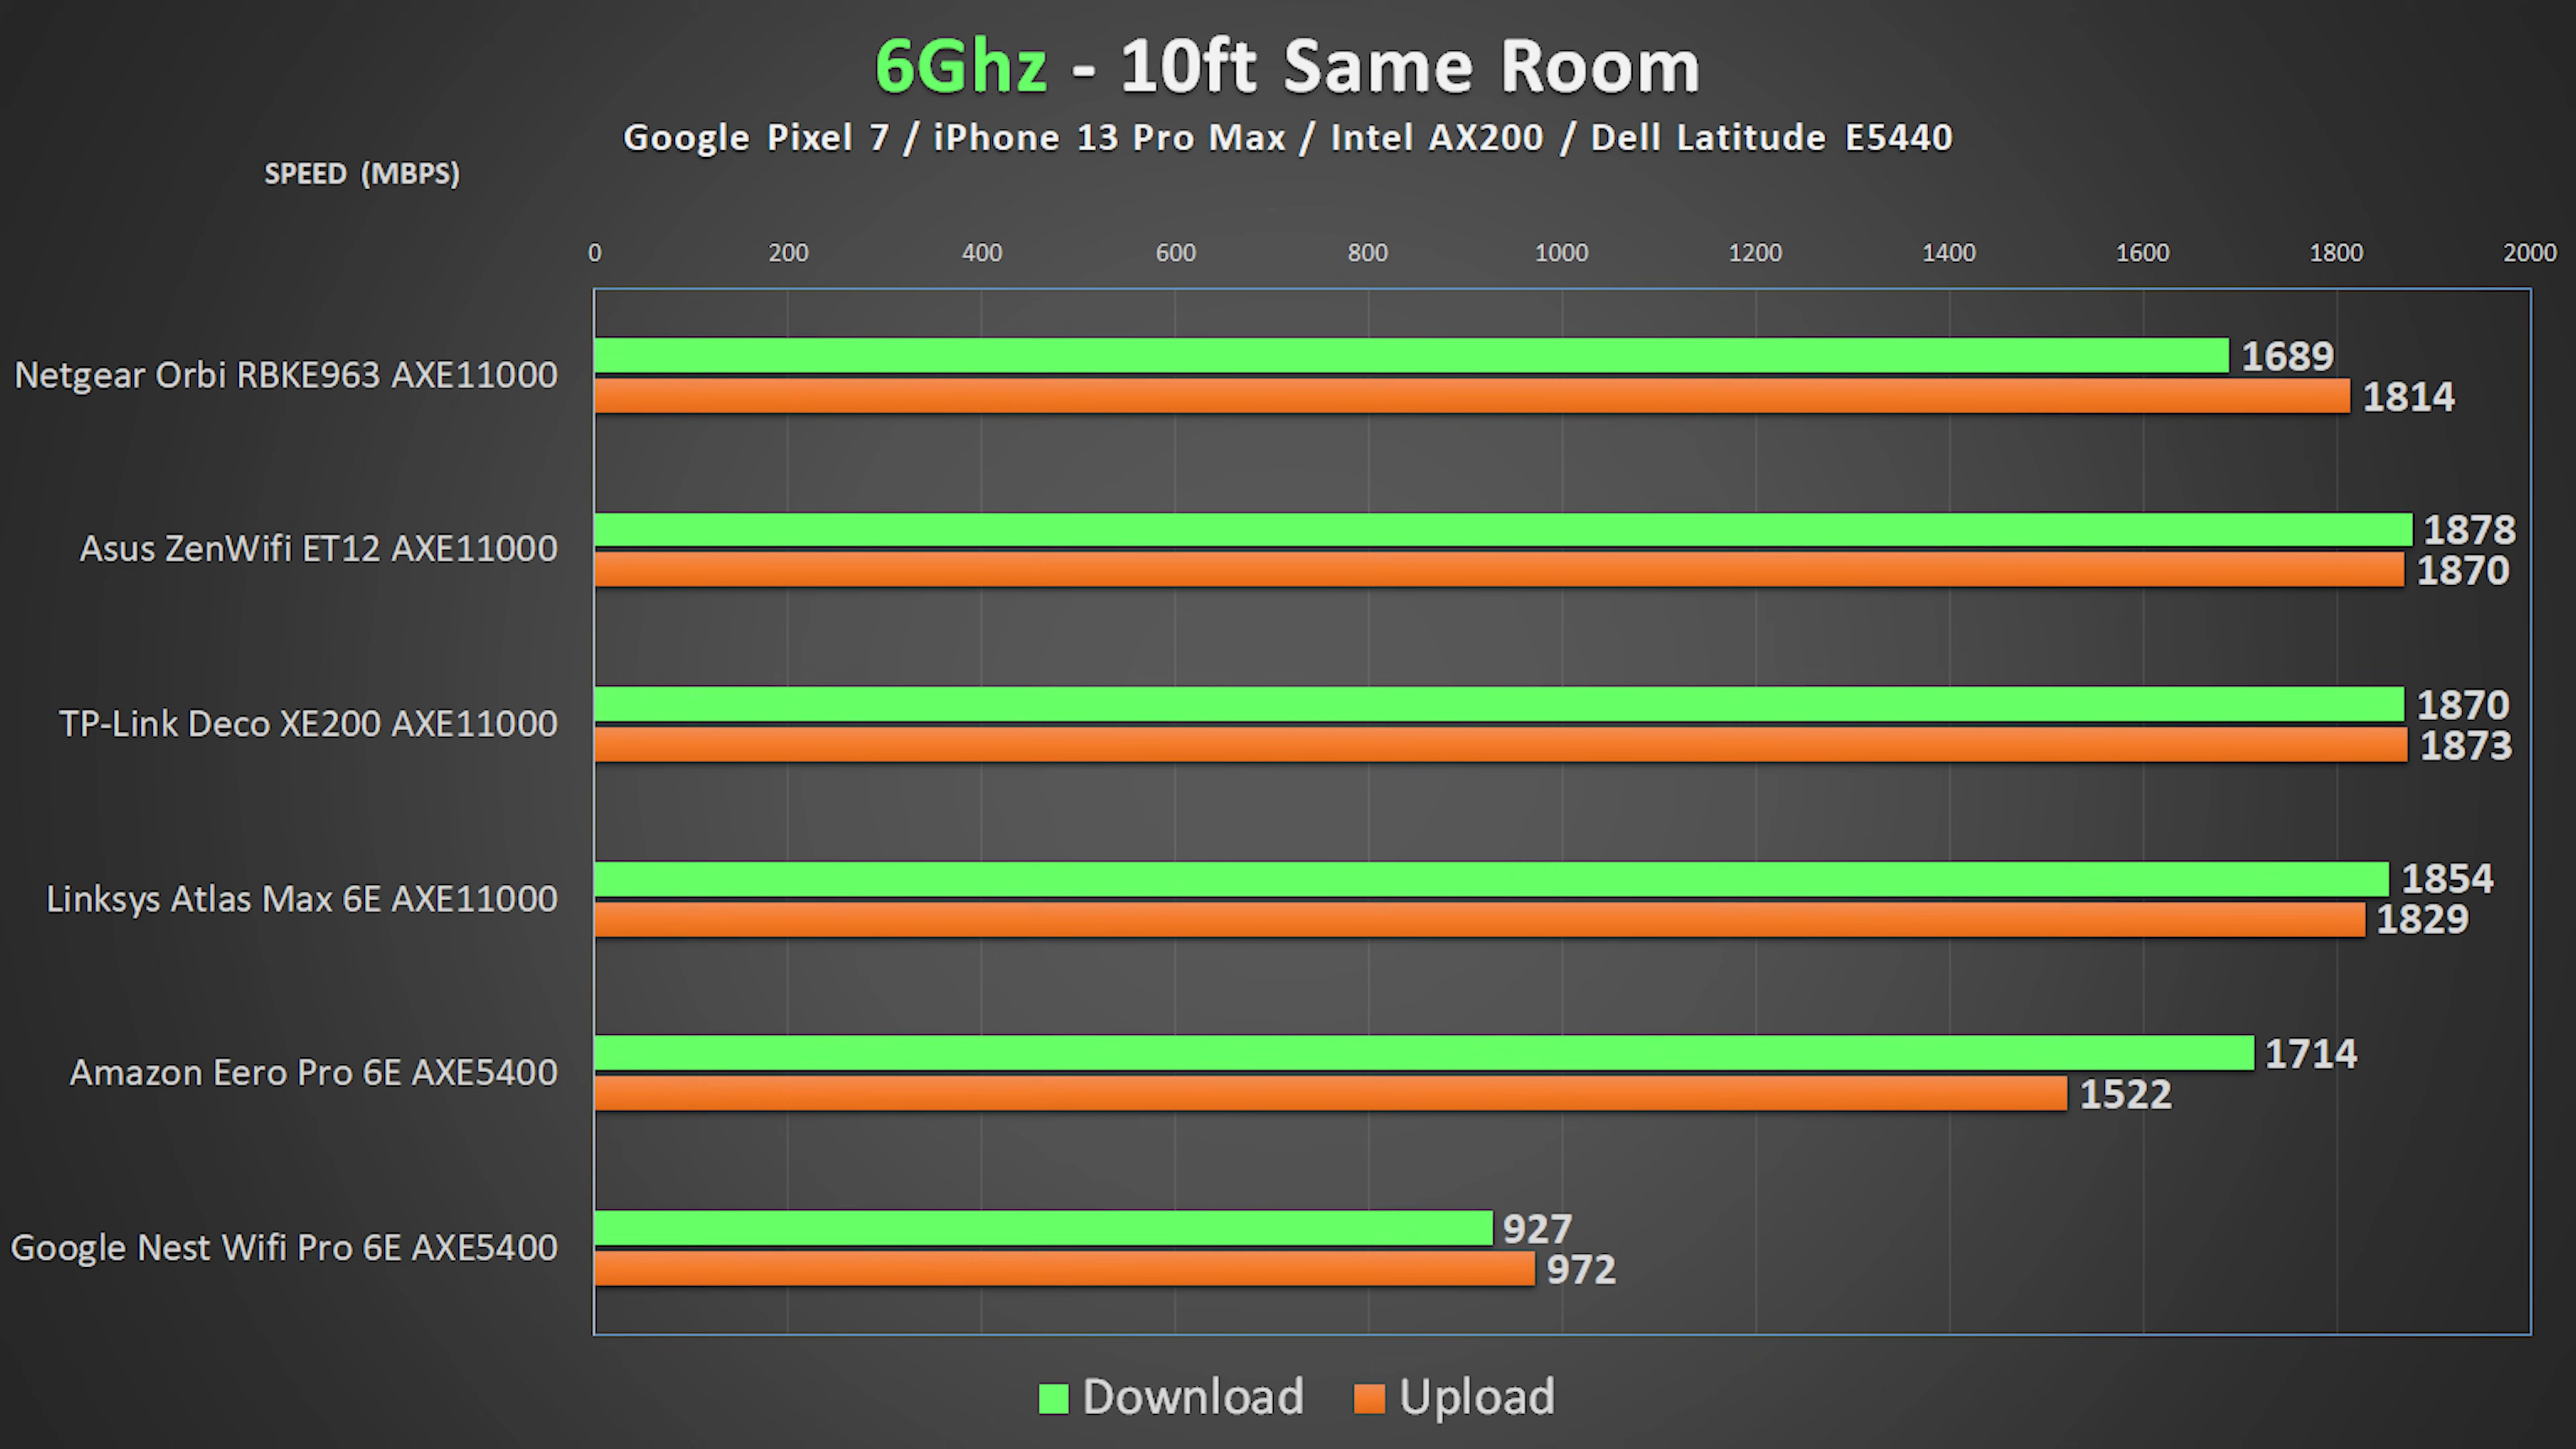 6Ghz - 10ft Same Room
Google Pixel 7 / iPhone 13 Pro Max / Intel AX200 / Dell Latitude E5440
SPEED (MBPS)
0 200 400 600 800 1000 1200 1400 1600 1800 2000
Netgear Orbi RBKE963 AXE11000
1689
1814
Asus ZenWifi ET12 AXE11000
1878
1870
TP-Link Deco XE200 AXE11000
1870
1873
Linksys Atlas Max 6E AXE11000
1854
1829
Amazon Eero Pro 6E AXE5400
1714
1522
Google Nest Wifi Pro 6E AXE5400
927
972
Download Upload